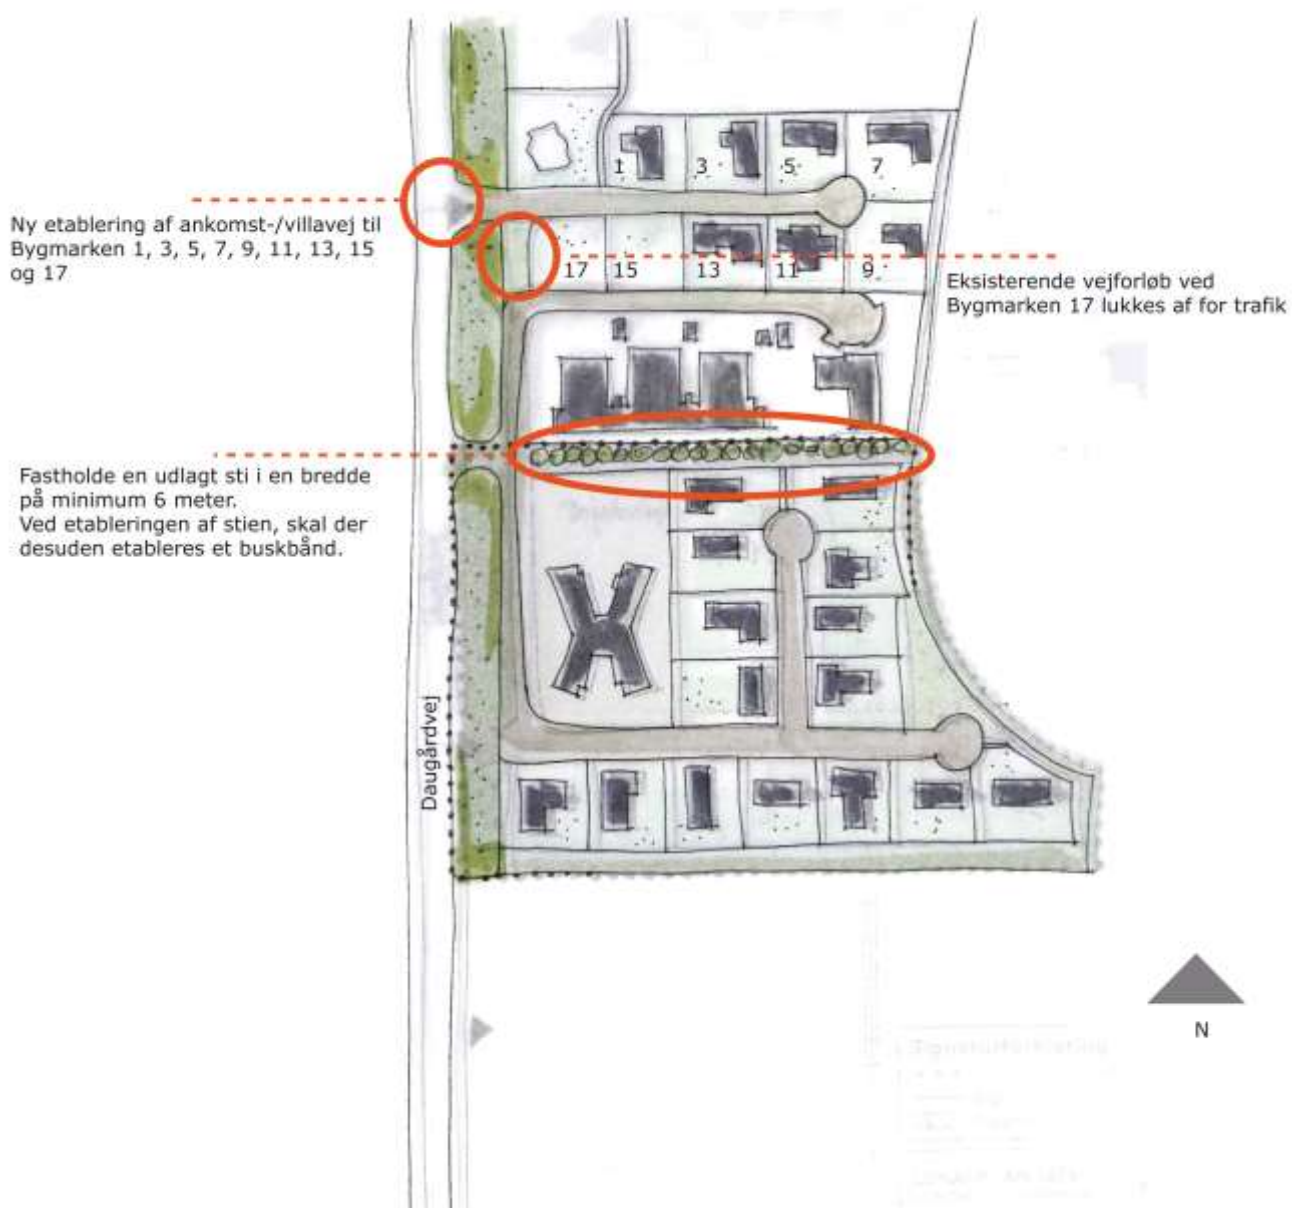 1
3
5
7
Ny etablering af ankomst-/villavej til
Bygmarken 1, 3, 5, 7, 9, 11, 13, 15
og 17
17
15
13
11
9
Eksisterende vejforløb ved
Bygmarken 17 lukkes af for trafik
Fastholde en udlagt sti i en bredde
på minimum 6 meter.
Ved etableringen af stien, skal der
desuden etableres et buskbånd.
Daugårdvej
N